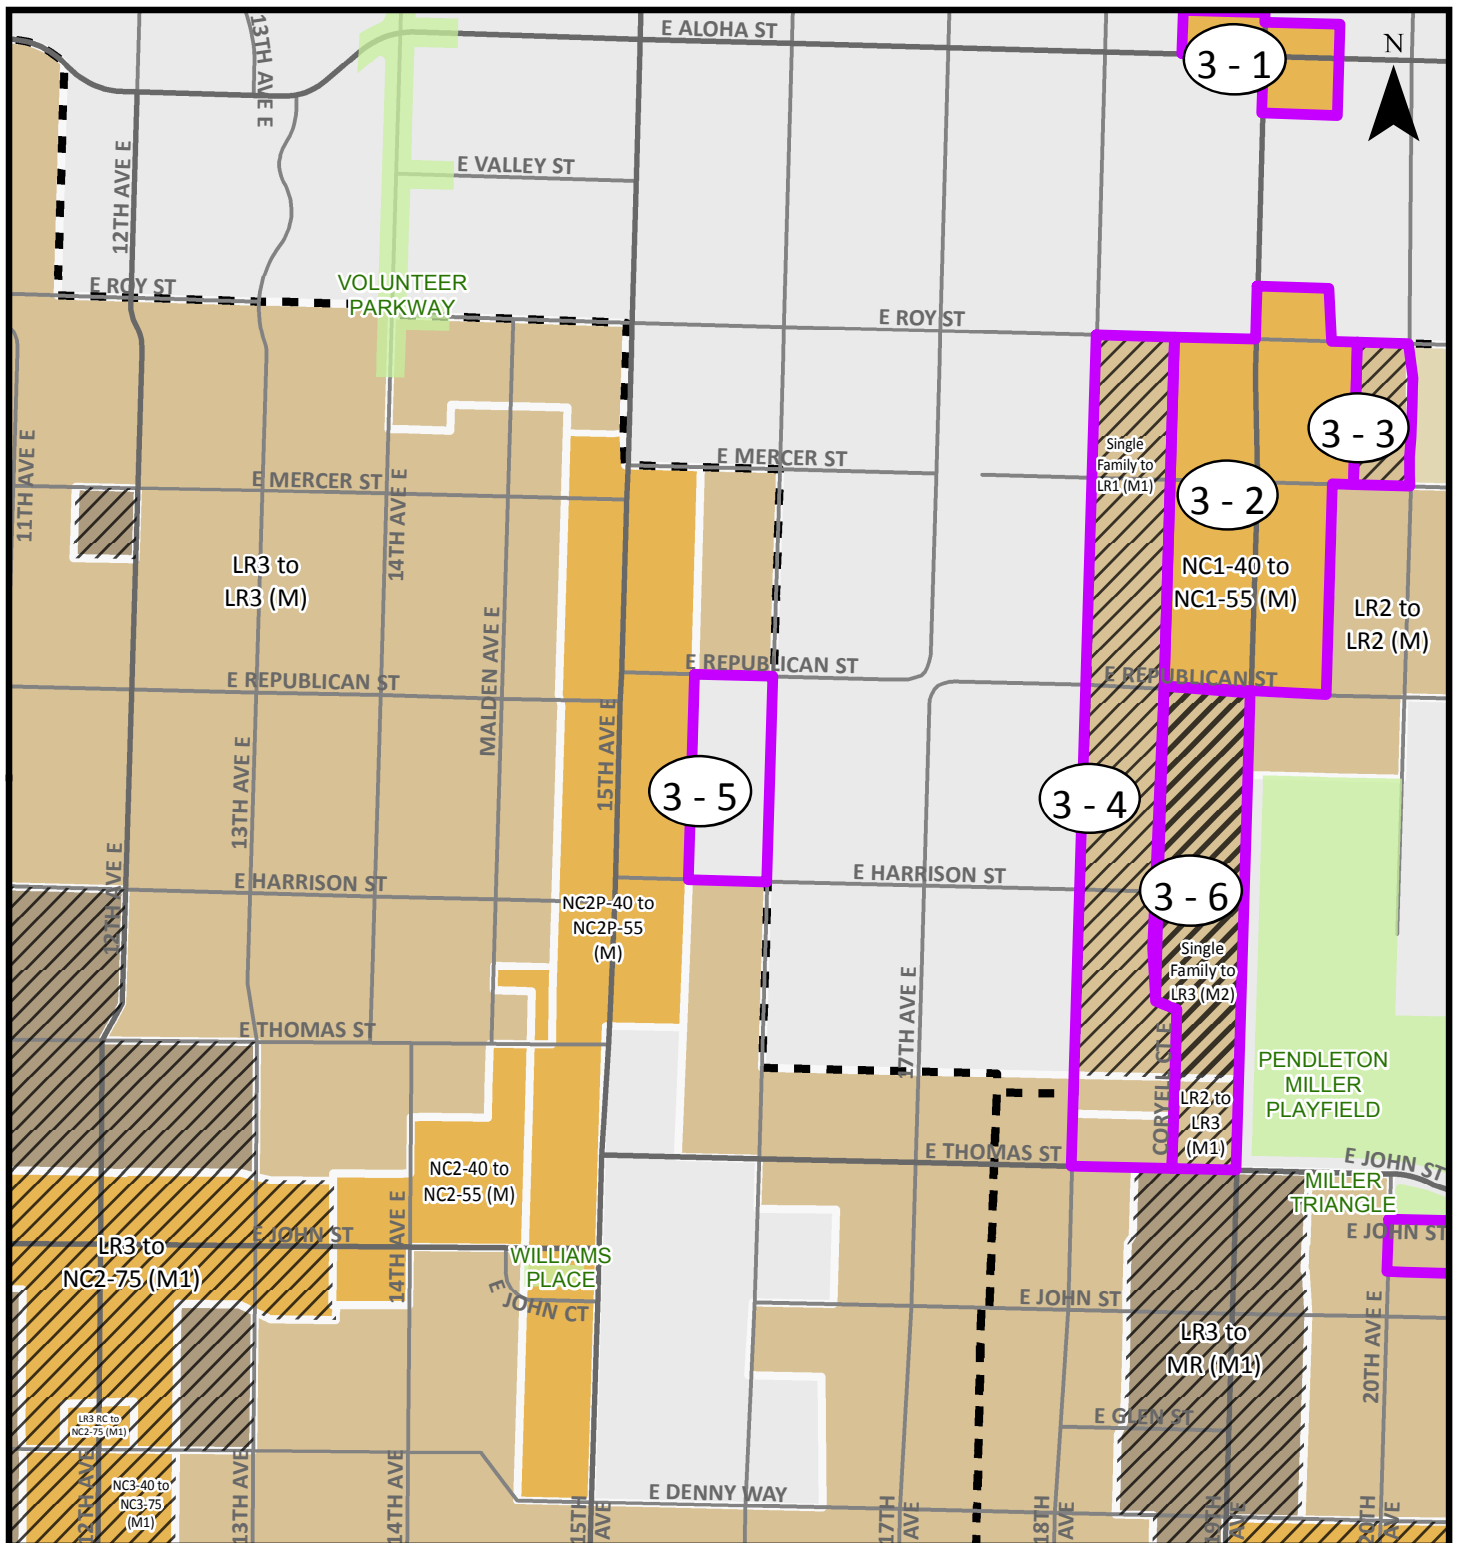 E ALOHA ST
13TH AVE E
3 - 1
N
12TH AVE E
E VALLEY ST
E ROY ST
VOLUNTEER
PARKWAY
E ROY ST
3 - 3
11TH AVE E
E MERCER ST
14TH AVE E
E MERCER ST
Single
Family to
LR1 (M1)
3 - 2
LR3 to
LR3 (M)
NC1-40 to
NC1-55 (M)
LR2 to
LR2 (M)
MALDEN AVE E
E REPUBLICAN ST
E REPUBLICAN ST
E REPUBLICAN ST
13TH AVE E
15TH AVE E
3 - 5
3 - 4
12TH AVE E
E HARRISON ST
E HARRISON ST
3 - 6
NC2P-40 to
NC2P-55
(M)
Single
Family to
LR3 (M2)
17TH AVE E
E THOMAS ST
CORYELL CT E
PENDLETON
MILLER
PLAYFIELD
LR2 to
LR3
(M1)
E THOMAS ST
E JOHN ST
NC2-40 to
NC2-55 (M)
MILLER
TRIANGLE
14TH AVE E
E JOHN ST
E JOHN ST
LR3 to
NC2-75 (M1)
WILLIAMS
PLACE
E JOHN CT
E JOHN ST
LR3 to
MR (M1)
20TH AVE E
LR3 RC to
NC2-75 (M1)
E GLEN ST
NC3-40 to
NC3-75
(M1)
E DENNY WAY
12TH AVE
13TH AVE
14TH AVE
15TH
AVE
17TH
AVE
18TH
AVE
19TH
AVE
20TH
AVE